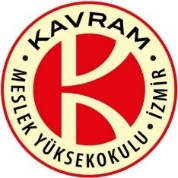 KAVRAM
MESLEK YÜKSEKOKULU • İZMİR